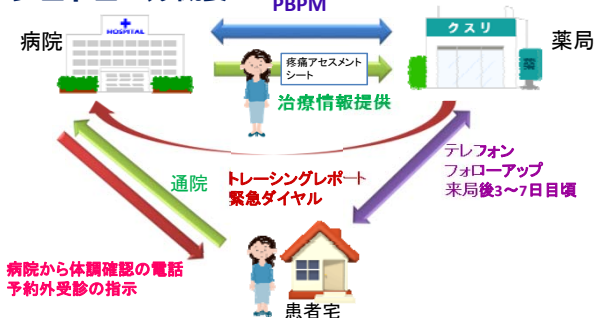 PBPM
病院
HOSPITAL
クスリ
薬局
疼痛アセスメント
シート
治療情報提供
テレフォン
フォローアップ
来局後3～7日目頃
通院
トレーシングレポート
緊急ダイヤル
病院から体調確認の電話
予約外受診の指示
患者宅